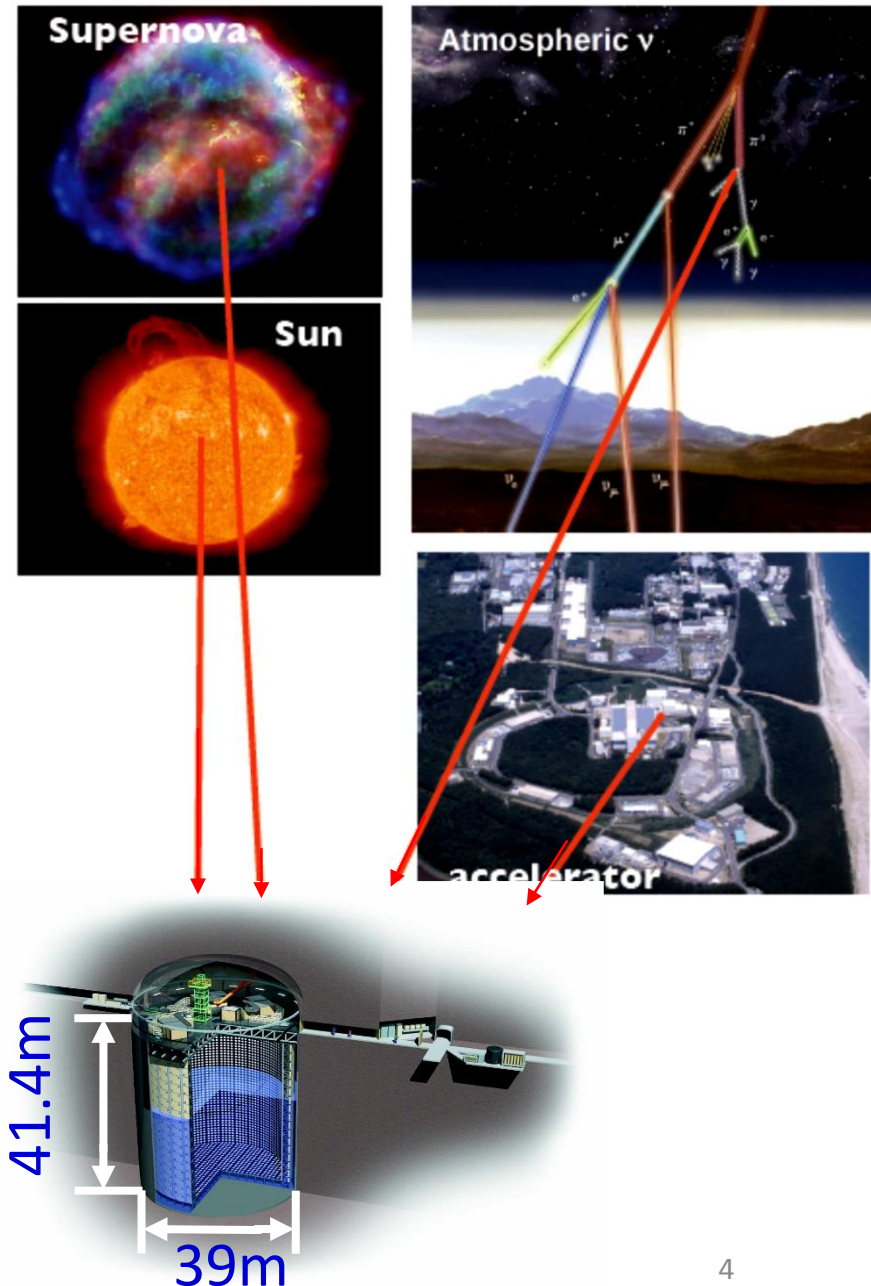 Supernova
Atmospheric ν
π⁺
μ⁺
γ
e⁺
e⁻
γ
γ
e⁺
Sun
ν
ν
ν
accelerator
41.4m
39m
4